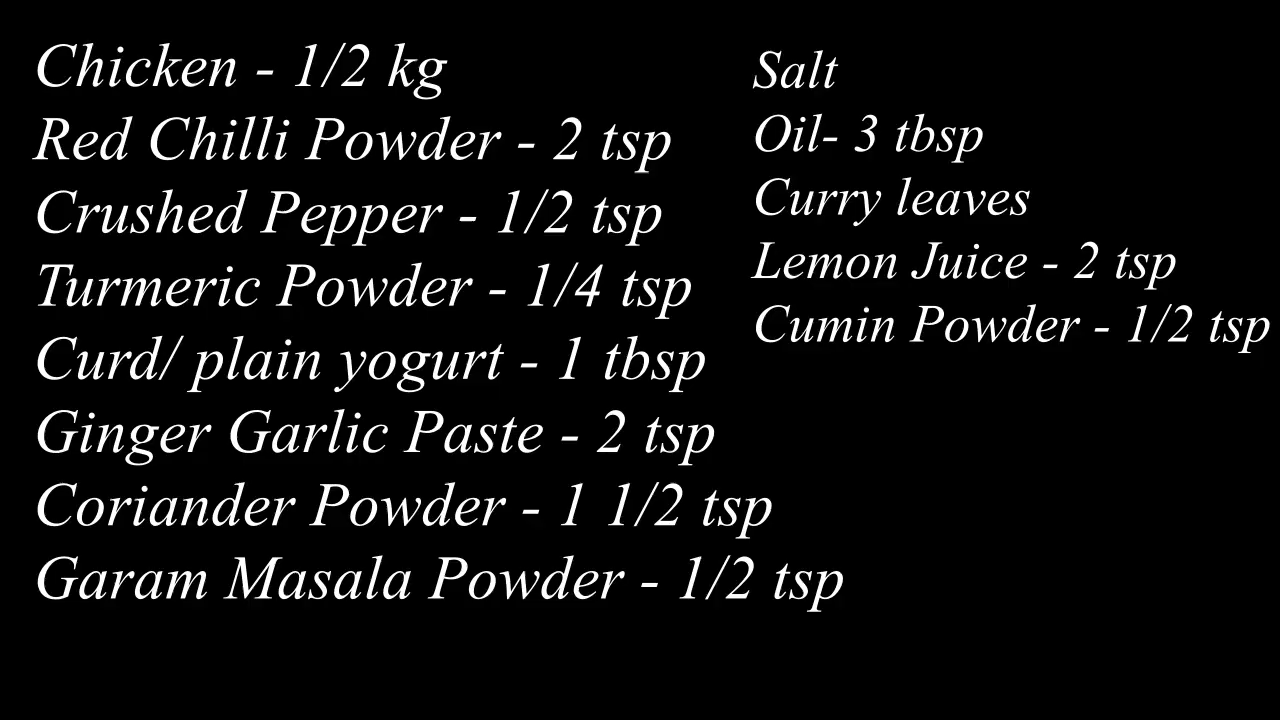 Chicken - 1/2 kg
Red Chilli Powder - 2 tsp
Crushed Pepper - 1/2 tsp
Turmeric Powder - 1/4 tsp
Curd/ plain yogurt - 1 tbsp
Ginger Garlic Paste - 2 tsp
Coriander Powder - 1 1/2 tsp
Garam Masala Powder - 1/2 tsp
Salt
Oil- 3 tbsp
Curry leaves
Lemon Juice - 2 tsp
Cumin Powder - 1/2 tsp